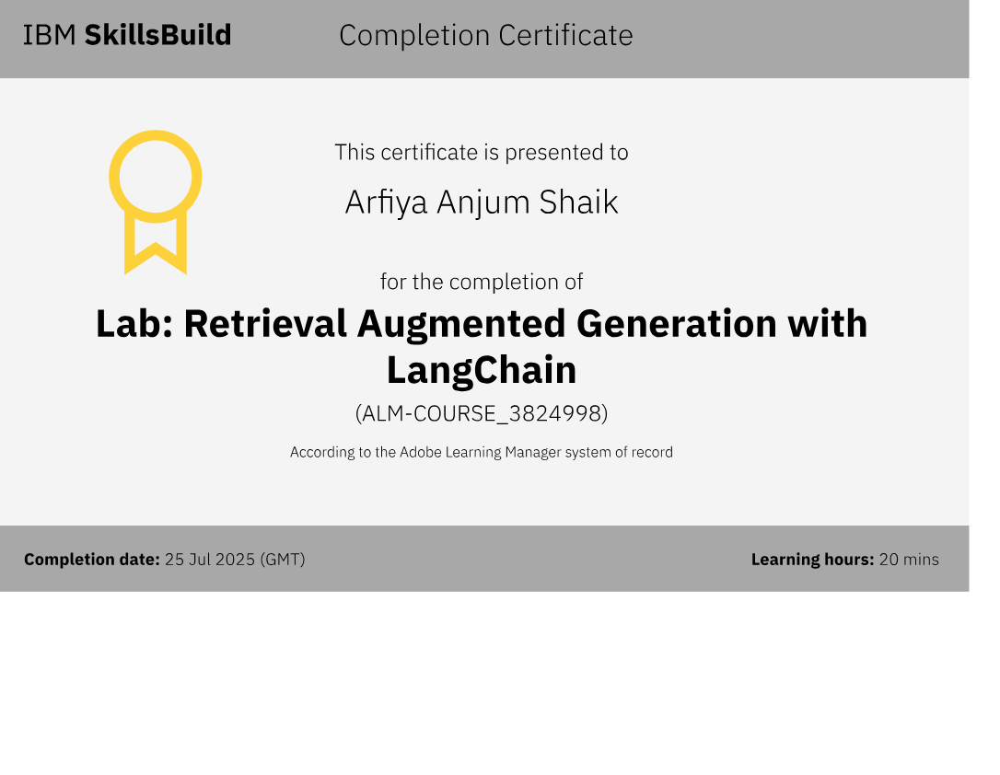 IBM SkillsBuild
Completion Certificate
This certificate is presented to
Arfiya Anjum Shaik
for the completion of
Lab: Retrieval Augmented Generation with
LangChain
(ALM-COURSE_3824998)
According to the Adobe Learning Manager system of record
Completion date: 25 Jul 2025 (GMT)
Learning hours: 20 mins